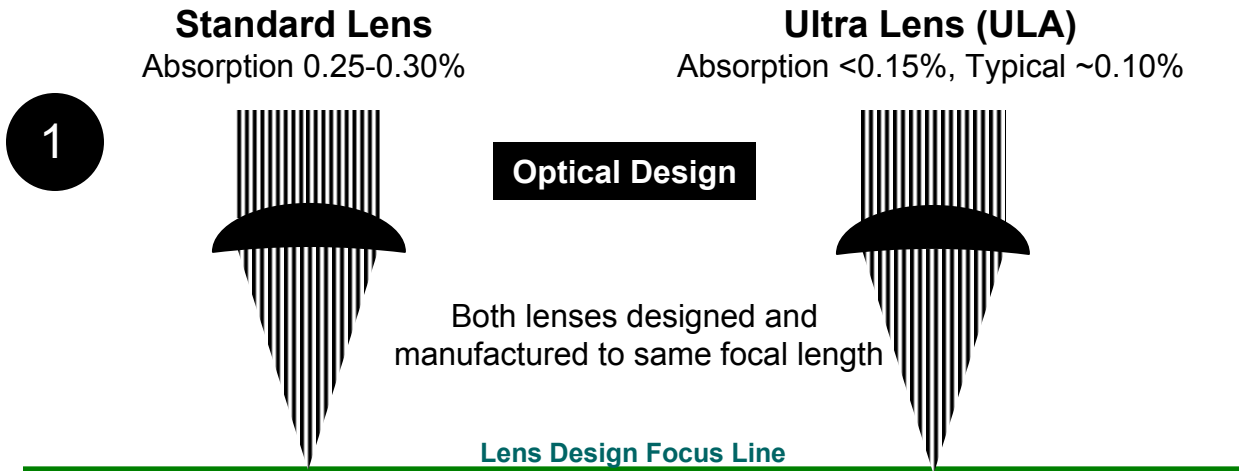 Standard Lens
Absorption 0.25-0.30%
Ultra Lens (ULA)
Absorption <0.15%, Typical ~0.10%
1
Optical Design
Both lenses designed and
manufactured to same focal length
Lens Design Focus Line